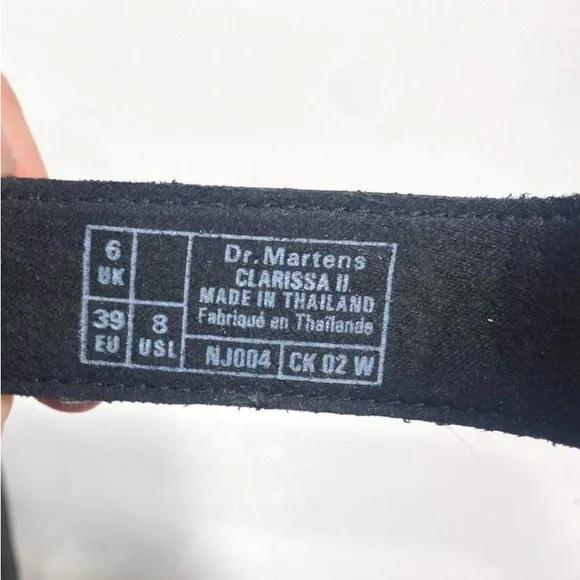 6
UK
39
EU
8
USL
Dr. Martens
CLARISSA II
MADE IN THAILAND
Fabriqué en Thaïlande
NJ004
CK 02 W